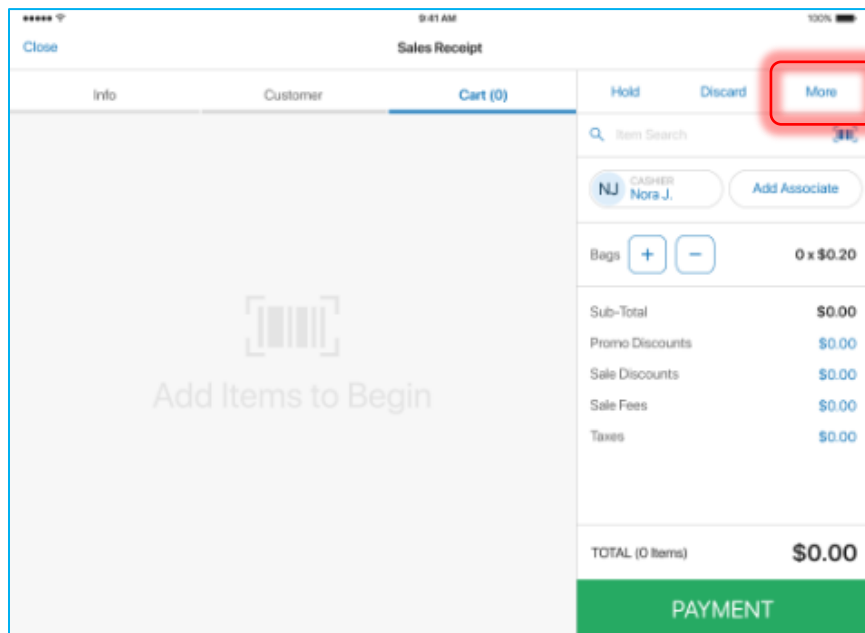 9:41 AM 100%
Close Sales Receipt
Info Customer Cart (0) Hold Discard More
Item Search
NJ CASHIER Nora J. Add Associate
Bags + − 0 x $0.20
Sub-Total $0.00
Promo Discounts $0.00
Sale Discounts $0.00
Sale Fees $0.00
Taxes $0.00
Add Items to Begin
TOTAL (0 Items) $0.00
PAYMENT